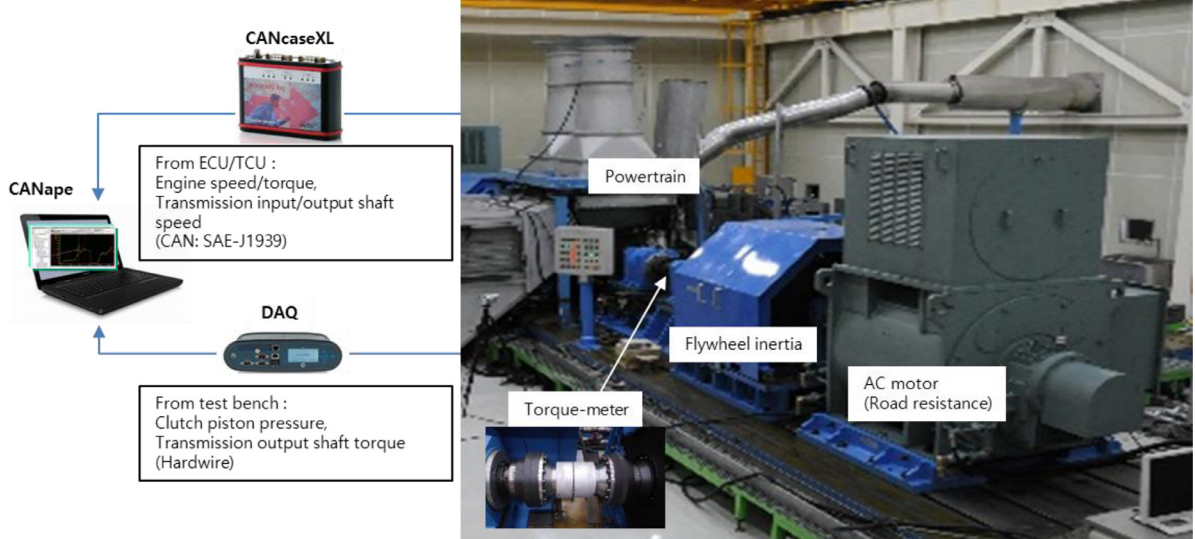 CANcaseXL
From ECU/TCU :
Engine speed/torque,
Transmission input/output shaft
speed
(CAN: SAE-J1939)
CANape
DAQ
From test bench :
Clutch piston pressure,
Transmission output shaft torque
(Hardwire)
Powertrain
Flywheel inertia
AC motor
(Road resistance)
Torque-meter